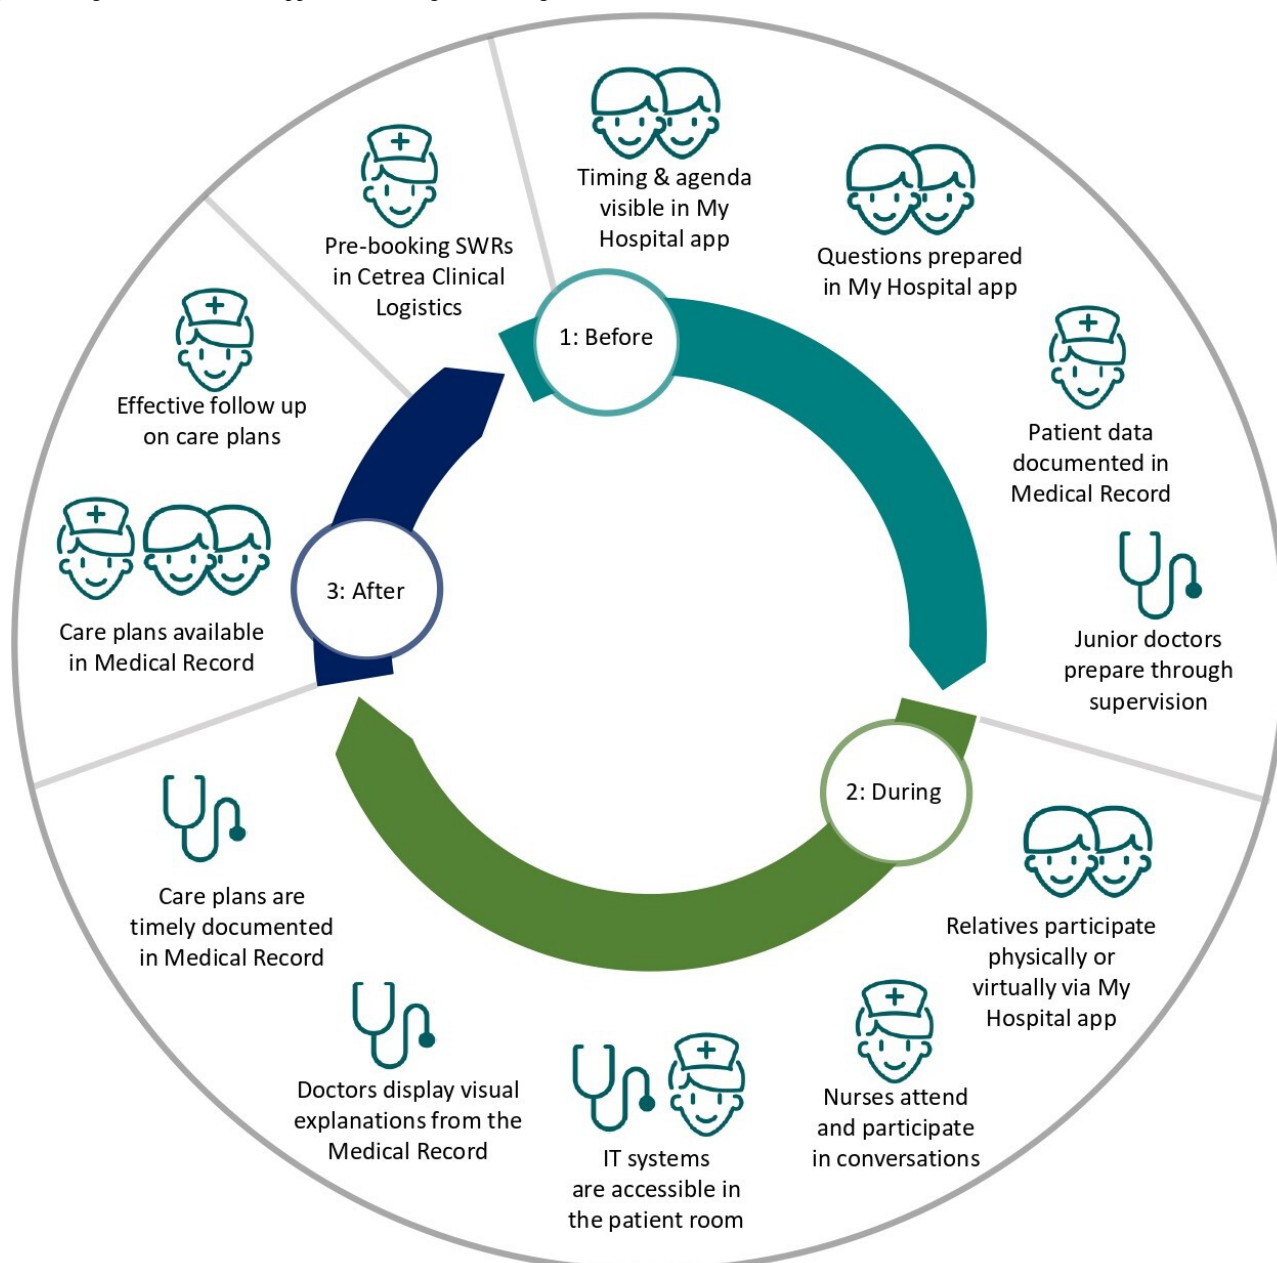 1: Before
Pre-booking SWRs
in Cetrea Clinical
Logistics
Timing & agenda
visible in My
Hospital app
Questions prepared
in My Hospital app
Patient data
documented in
Medical Record
Junior doctors
prepare through
supervision
2: During
Relatives participate
physically or
virtually via My
Hospital app
Nurses attend
and participate
in conversations
IT systems
are accessible in
the patient room
Doctors display visual
explanations from the
Medical Record
Care plans are
timely documented
in Medical Record
3: After
Care plans available
in Medical Record
Effective follow up
on care plans